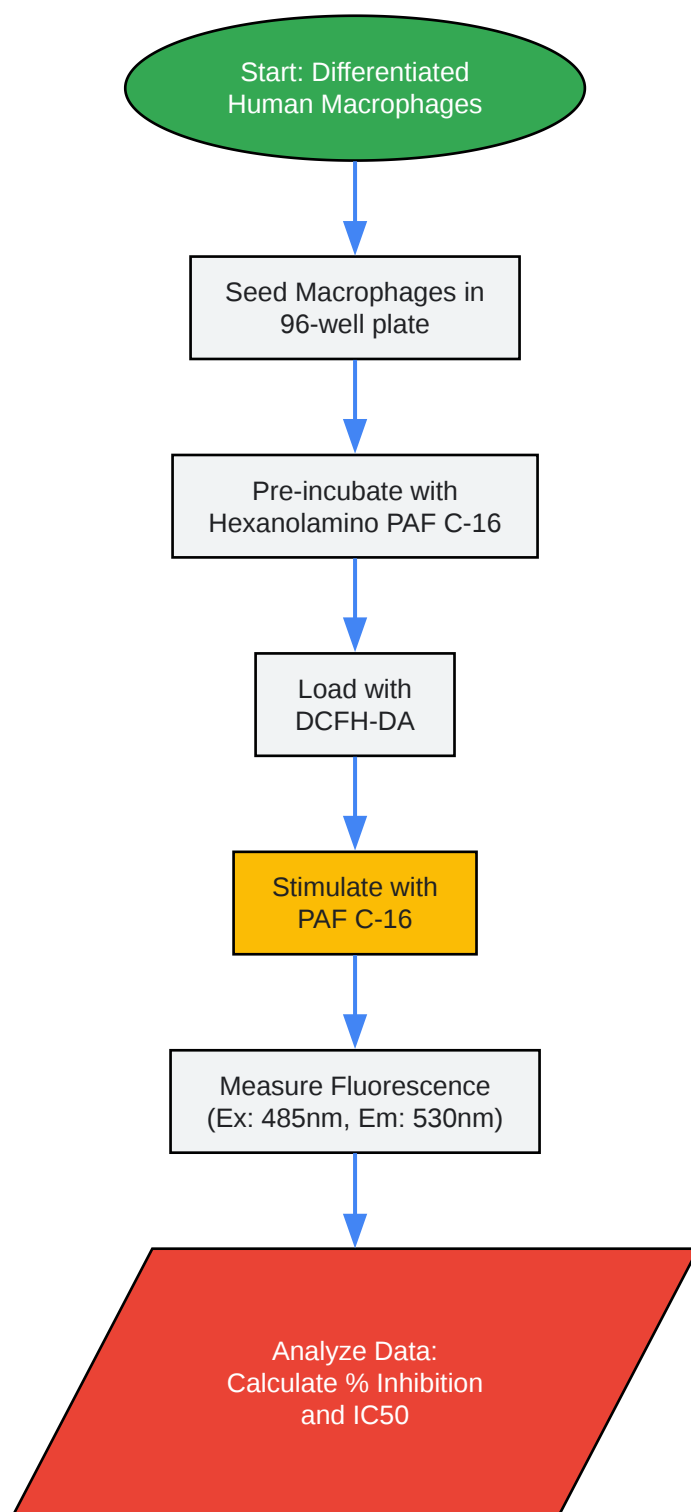 Start: Differentiated
Human Macrophages
Seed Macrophages in
96-well plate
Pre-incubate with
Hexanolamino PAF C-16
Load with
DCFH-DA
Stimulate with
PAF C-16
Measure Fluorescence
(Ex: 485nm, Em: 530nm)
Analyze Data:
Calculate % Inhibition
and IC50